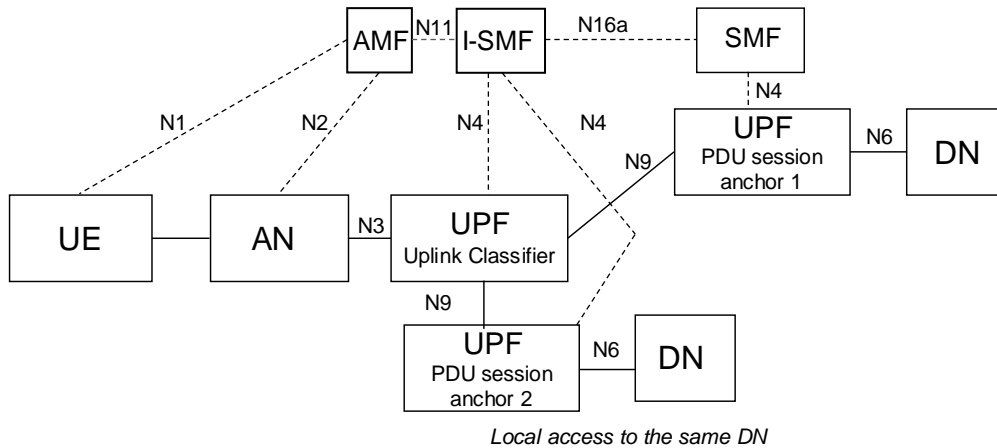 N11
N16a
AMF
I-SMF
SMF
N1
N2
N4
N4
N4
UPF
PDU session
anchor 1
N6
DN
N9
UE
AN
N3
UPF
Uplink Classifier
N9
UPF
PDU session
anchor 2
N6
DN
Local access to the same DN